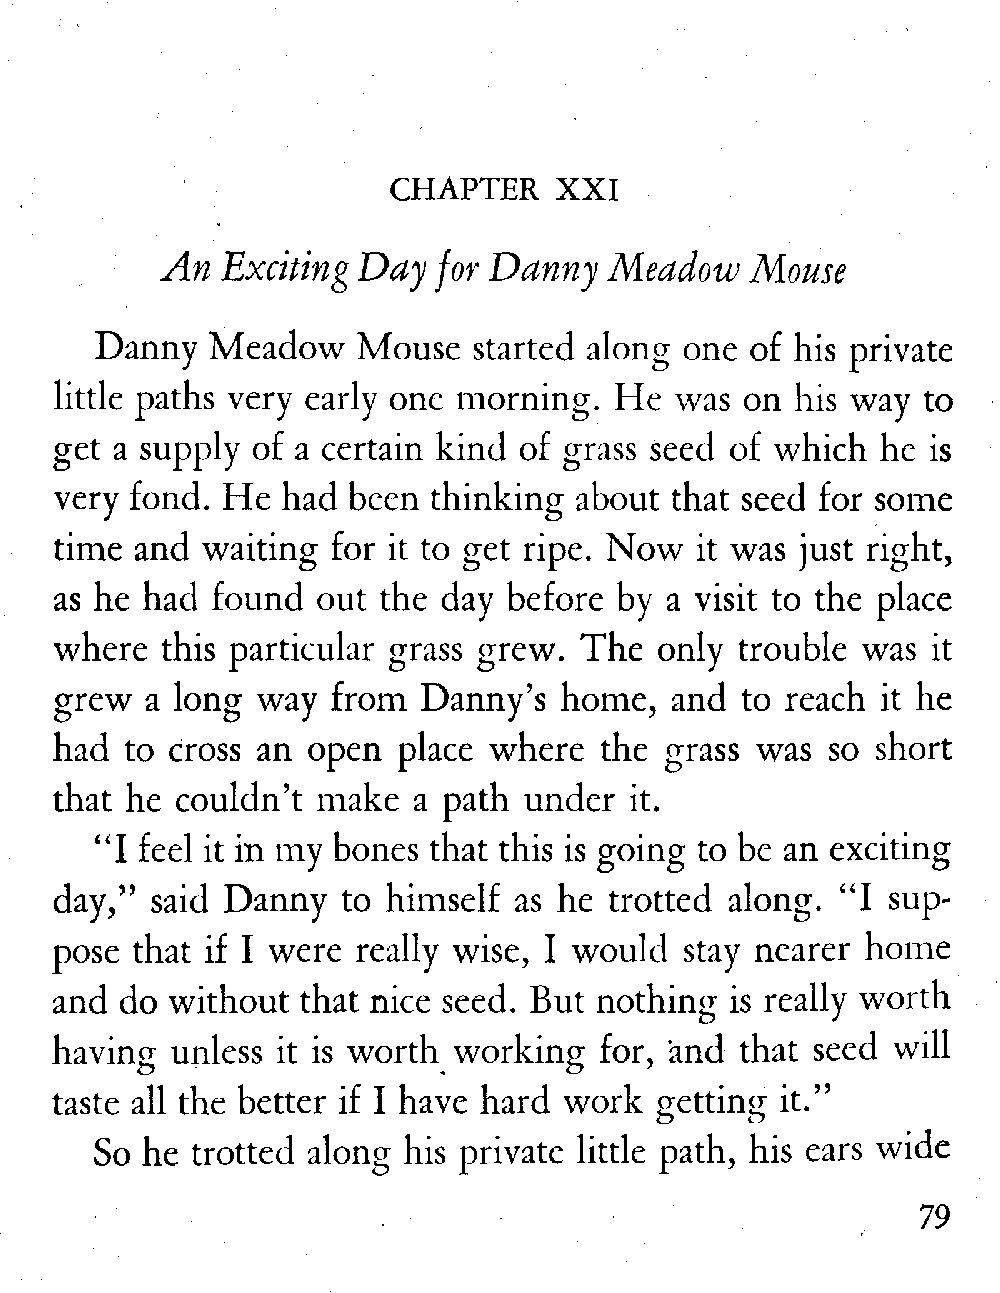 CHAPTER XXI
An Exciting Day for Danny Meadow Mouse
Danny Meadow Mouse started along one of his private
little paths very early one morning. He was on his way to
get a supply of a certain kind of grass seed of which he is
very fond. He had been thinking about that seed for some
time and waiting for it to get ripe. Now it was just right,
as he had found out the day before by a visit to the place
where this particular grass grew. The only trouble was it
grew a long way from Danny's home, and to reach it he
had to cross an open place where the grass was so short
that he couldn't make a path under it.
“I feel it in my bones that this is going to be an exciting
day,” said Danny to himself as he trotted along. “I sup-
pose that if I were really wise, I would stay nearer home
and do without that nice seed. But nothing is really worth
having unless it is worth working for, and that seed will
taste all the better if I have hard work getting it.”
So he trotted along his private little path, his ears wide
79